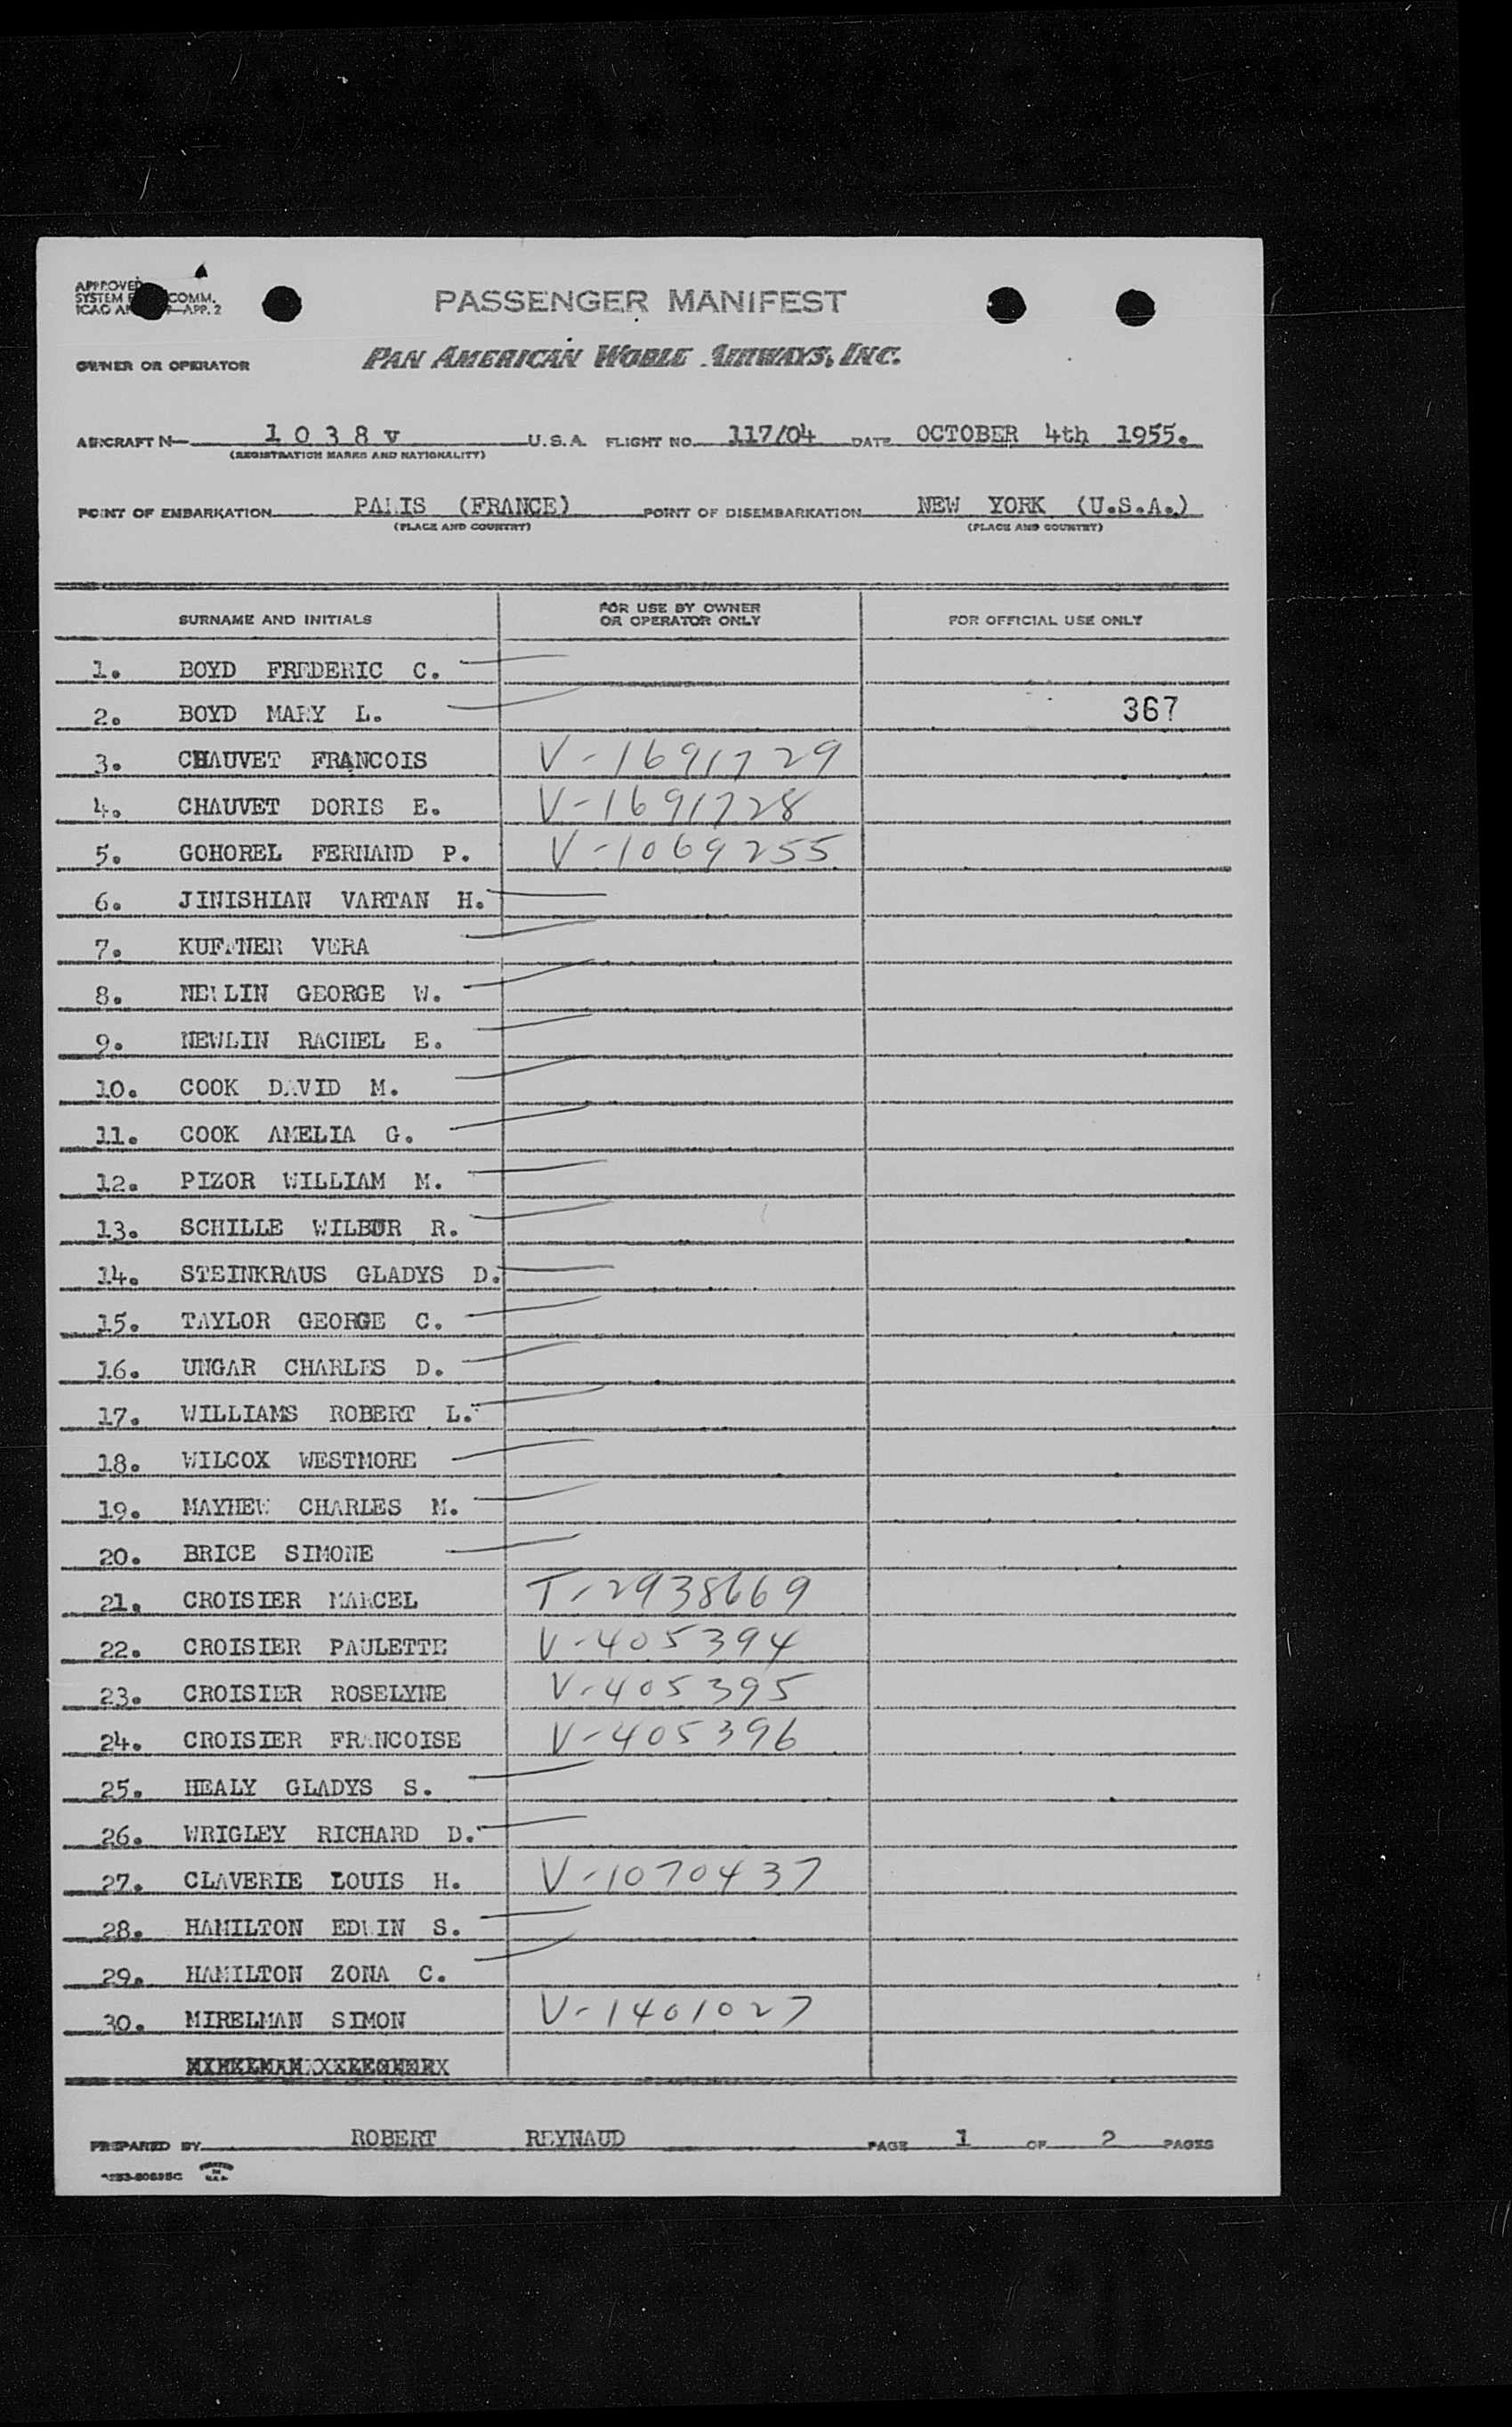 PASSENGER MANIFEST
OWNER OR OPERATOR PAN AMERICAN WORLD AIRWAYS, INC.
AIRCRAFT N- 1038v U.S.A. FLIGHT NO. 117/04 DATE OCTOBER 4th 1955.
(REGISTRATION MARKS AND NATIONALITY)
POINT OF EMBARKATION PARIS (FRANCE) POINT OF DISEMBARKATION NEW YORK (U.S.A.)
(PLACE AND COUNTRY) (PLACE AND COUNTRY)
SURNAME AND INITIALS FOR USE BY OWNER OR OPERATOR ONLY FOR OFFICIAL USE ONLY
1. BOYD FREDERIC C.
2. BOYD MARY L. 367
3. CHAUVET FRANCOIS V-1691729
4. CHAUVET DORIS E. V-1691728
5. GOHOREL FERNAND P. V-1069255
6. JINISHIAN VARTAN H.
7. KUFFNER VERA
8. NEWLIN GEORGE W.
9. NEWLIN RACHEL E.
10. COOK DAVID M.
11. COOK AMELIA G.
12. PIZOR WILLIAM M.
13. SCHILLE WILBUR R.
14. STEINKRAUS GLADYS D.
15. TAYLOR GEORGE C.
16. UNGAR CHARLES D.
17. WILLIAMS ROBERT L.
18. WILCOX WESTMORE
19. MAYHEW CHARLES M.
20. BRICE SIMONE
21. CROISIER MARCEL T-2938669
22. CROISIER PAULETTE V-405394
23. CROISIER ROSELYNE V-405395
24. CROISIER FRANCOISE V-405396
25. HEALY GLADYS S.
26. WRIGLEY RICHARD D.
27. CLAVERIE LOUIS H. V-1070437
28. HAMILTON EDWIN S.
29. HAMILTON ZONA C.
30. MIRELMAN SIMON V-1401027
PREPARED BY ROBERT REYNAUD PAGE 1 OF 2 PAGES
PRINTED IN U.S.A.